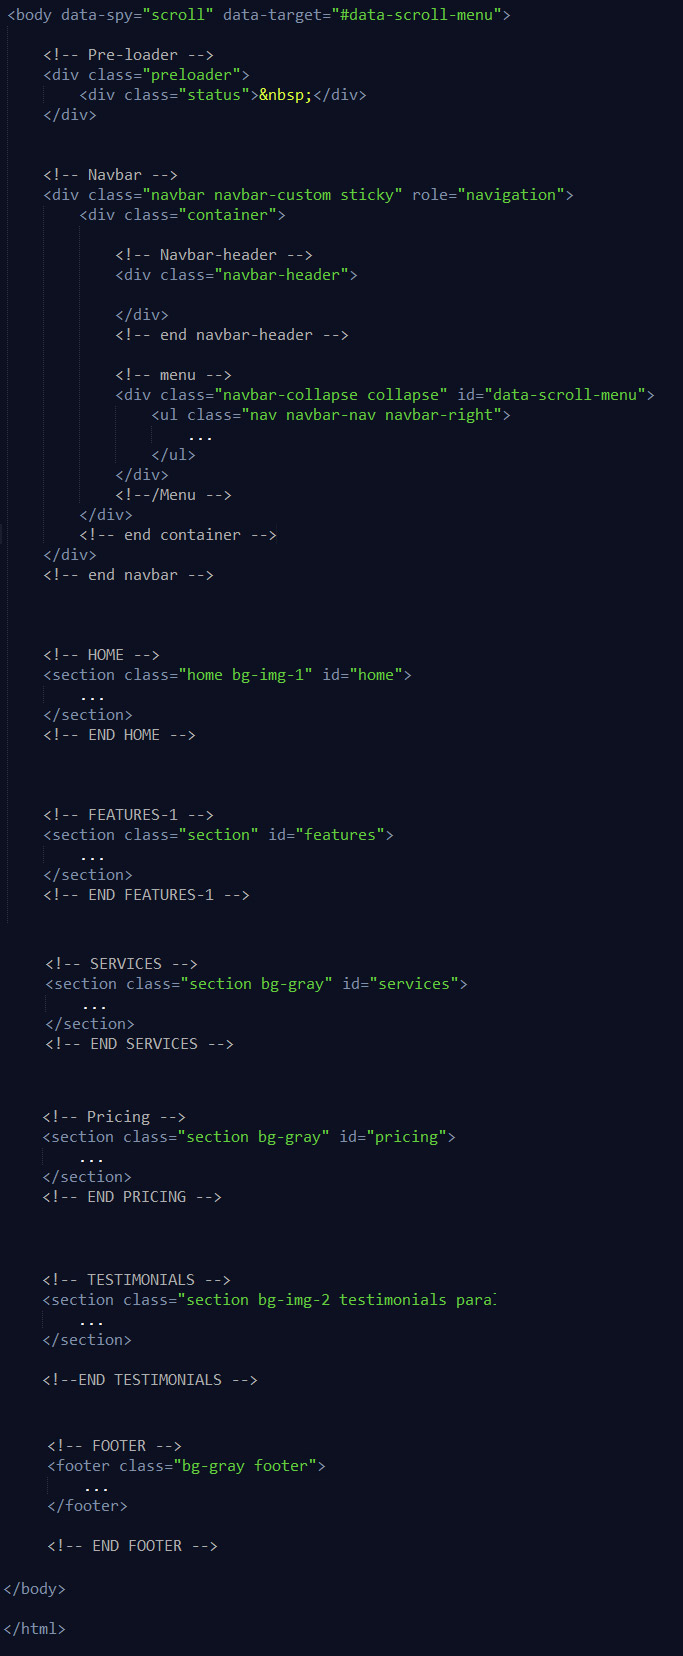 <body data-spy="scroll" data-target="#data-scroll-menu">
<!-- Pre-loader -->
<div class="preloader">
<div class="status">&nbsp;</div>
</div>
<!-- Navbar -->
<div class="navbar navbar-custom sticky" role="navigation">
<div class="container">
<!-- Navbar-header -->
<div class="navbar-header">
</div>
<!-- end navbar-header -->
<!-- menu -->
<div class="navbar-collapse collapse" id="data-scroll-menu">
<ul class="nav navbar-nav navbar-right">
...
</ul>
</div>
<!--/Menu -->
</div>
<!-- end container -->
</div>
<!-- end navbar -->
<!-- HOME -->
<section class="home bg-img-1" id="home">
...
</section>
<!-- END HOME -->
<!-- FEATURES-1 -->
<section class="section" id="features">
...
</section>
<!-- END FEATURES-1 -->
<!-- SERVICES -->
<section class="section bg-gray" id="services">
...
</section>
<!-- END SERVICES -->
<!-- Pricing -->
<section class="section bg-gray" id="pricing">
...
</section>
<!-- END PRICING -->
<!-- TESTIMONIALS -->
<section class="section bg-img-2 testimonials para
...
</section>
<!--END TESTIMONIALS -->
<!-- FOOTER -->
<footer class="bg-gray footer">
...
</footer>
<!-- END FOOTER -->
</body>
</html>